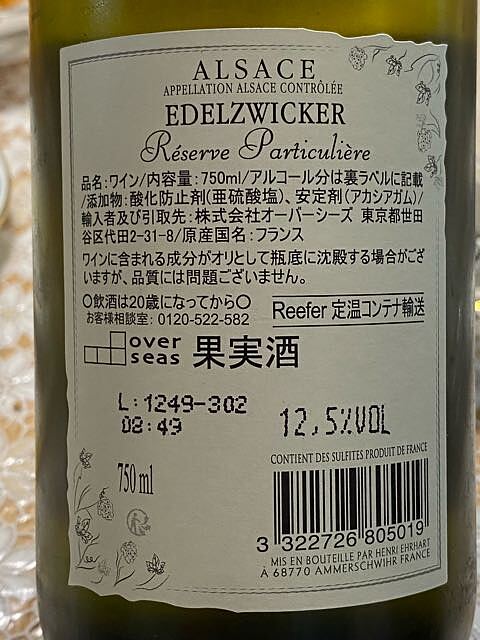 ALSACE
APPELLATION ALSACE CONTRÔLÉE
EDELZWICKER
Réserve Particulière
品名:ワイン/内容量:750ml/アルコール分は裏ラベルに記載
/添加物:酸化防止剤(亜硫酸塩)、安定剤(アカシアガム)/
輸入者及び引取先:株式会社オーバーシーズ 東京都世田
谷区代田2-31-8/原産国名:フランス
ワインに含まれる成分がオリとして瓶底に沈殿する場合がござ
いますが、品質には問題ございません。
〇飲酒は20歳になってから〇
お客様相談室: 0120-522-582
Reefer 定温コンテナ輸送
over
seas 果実酒
L:1249-302
08:49
12,5%VOL
750 ml
CONTIENT DES SULFITES PRODUIT DE FRANCE
3 322726 805019
MIS EN BOUTEILLE PAR HENRI EHRHART
À 68770 AMMERSCHWIHR FRANCE